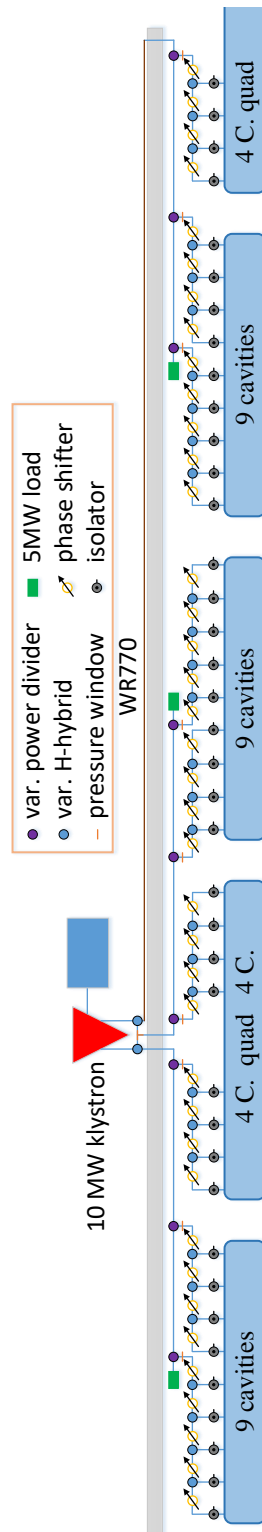 var. power divider
5MW load
var. H-hybrid
phase shifter
pressure window
isolator
10 MW klystron
WR770
9 cavities
4 C. quad 4 C.
9 cavities
9 cavities
4 C. quad